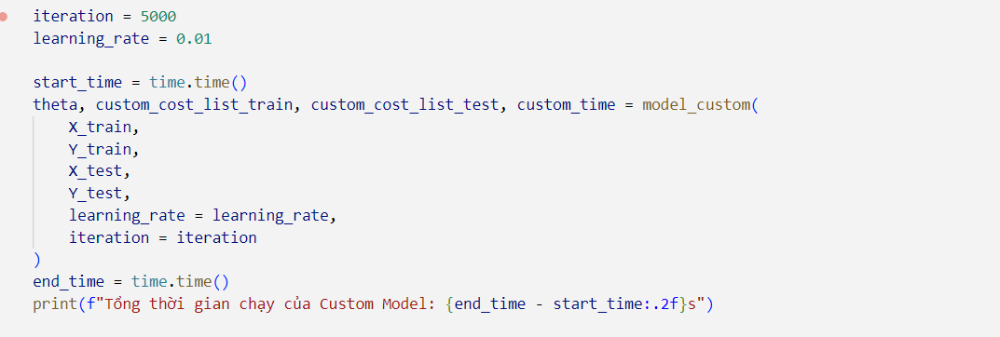 iteration = 5000
learning_rate = 0.01
start_time = time.time()
theta, custom_cost_list_train, custom_cost_list_test, custom_time = model_custom(
X_train,
Y_train,
X_test,
Y_test,
learning_rate = learning_rate,
iteration = iteration
)
end_time = time.time()
print(f"Tổng thời gian chạy của Custom Model: {end_time - start_time:.2f}s")